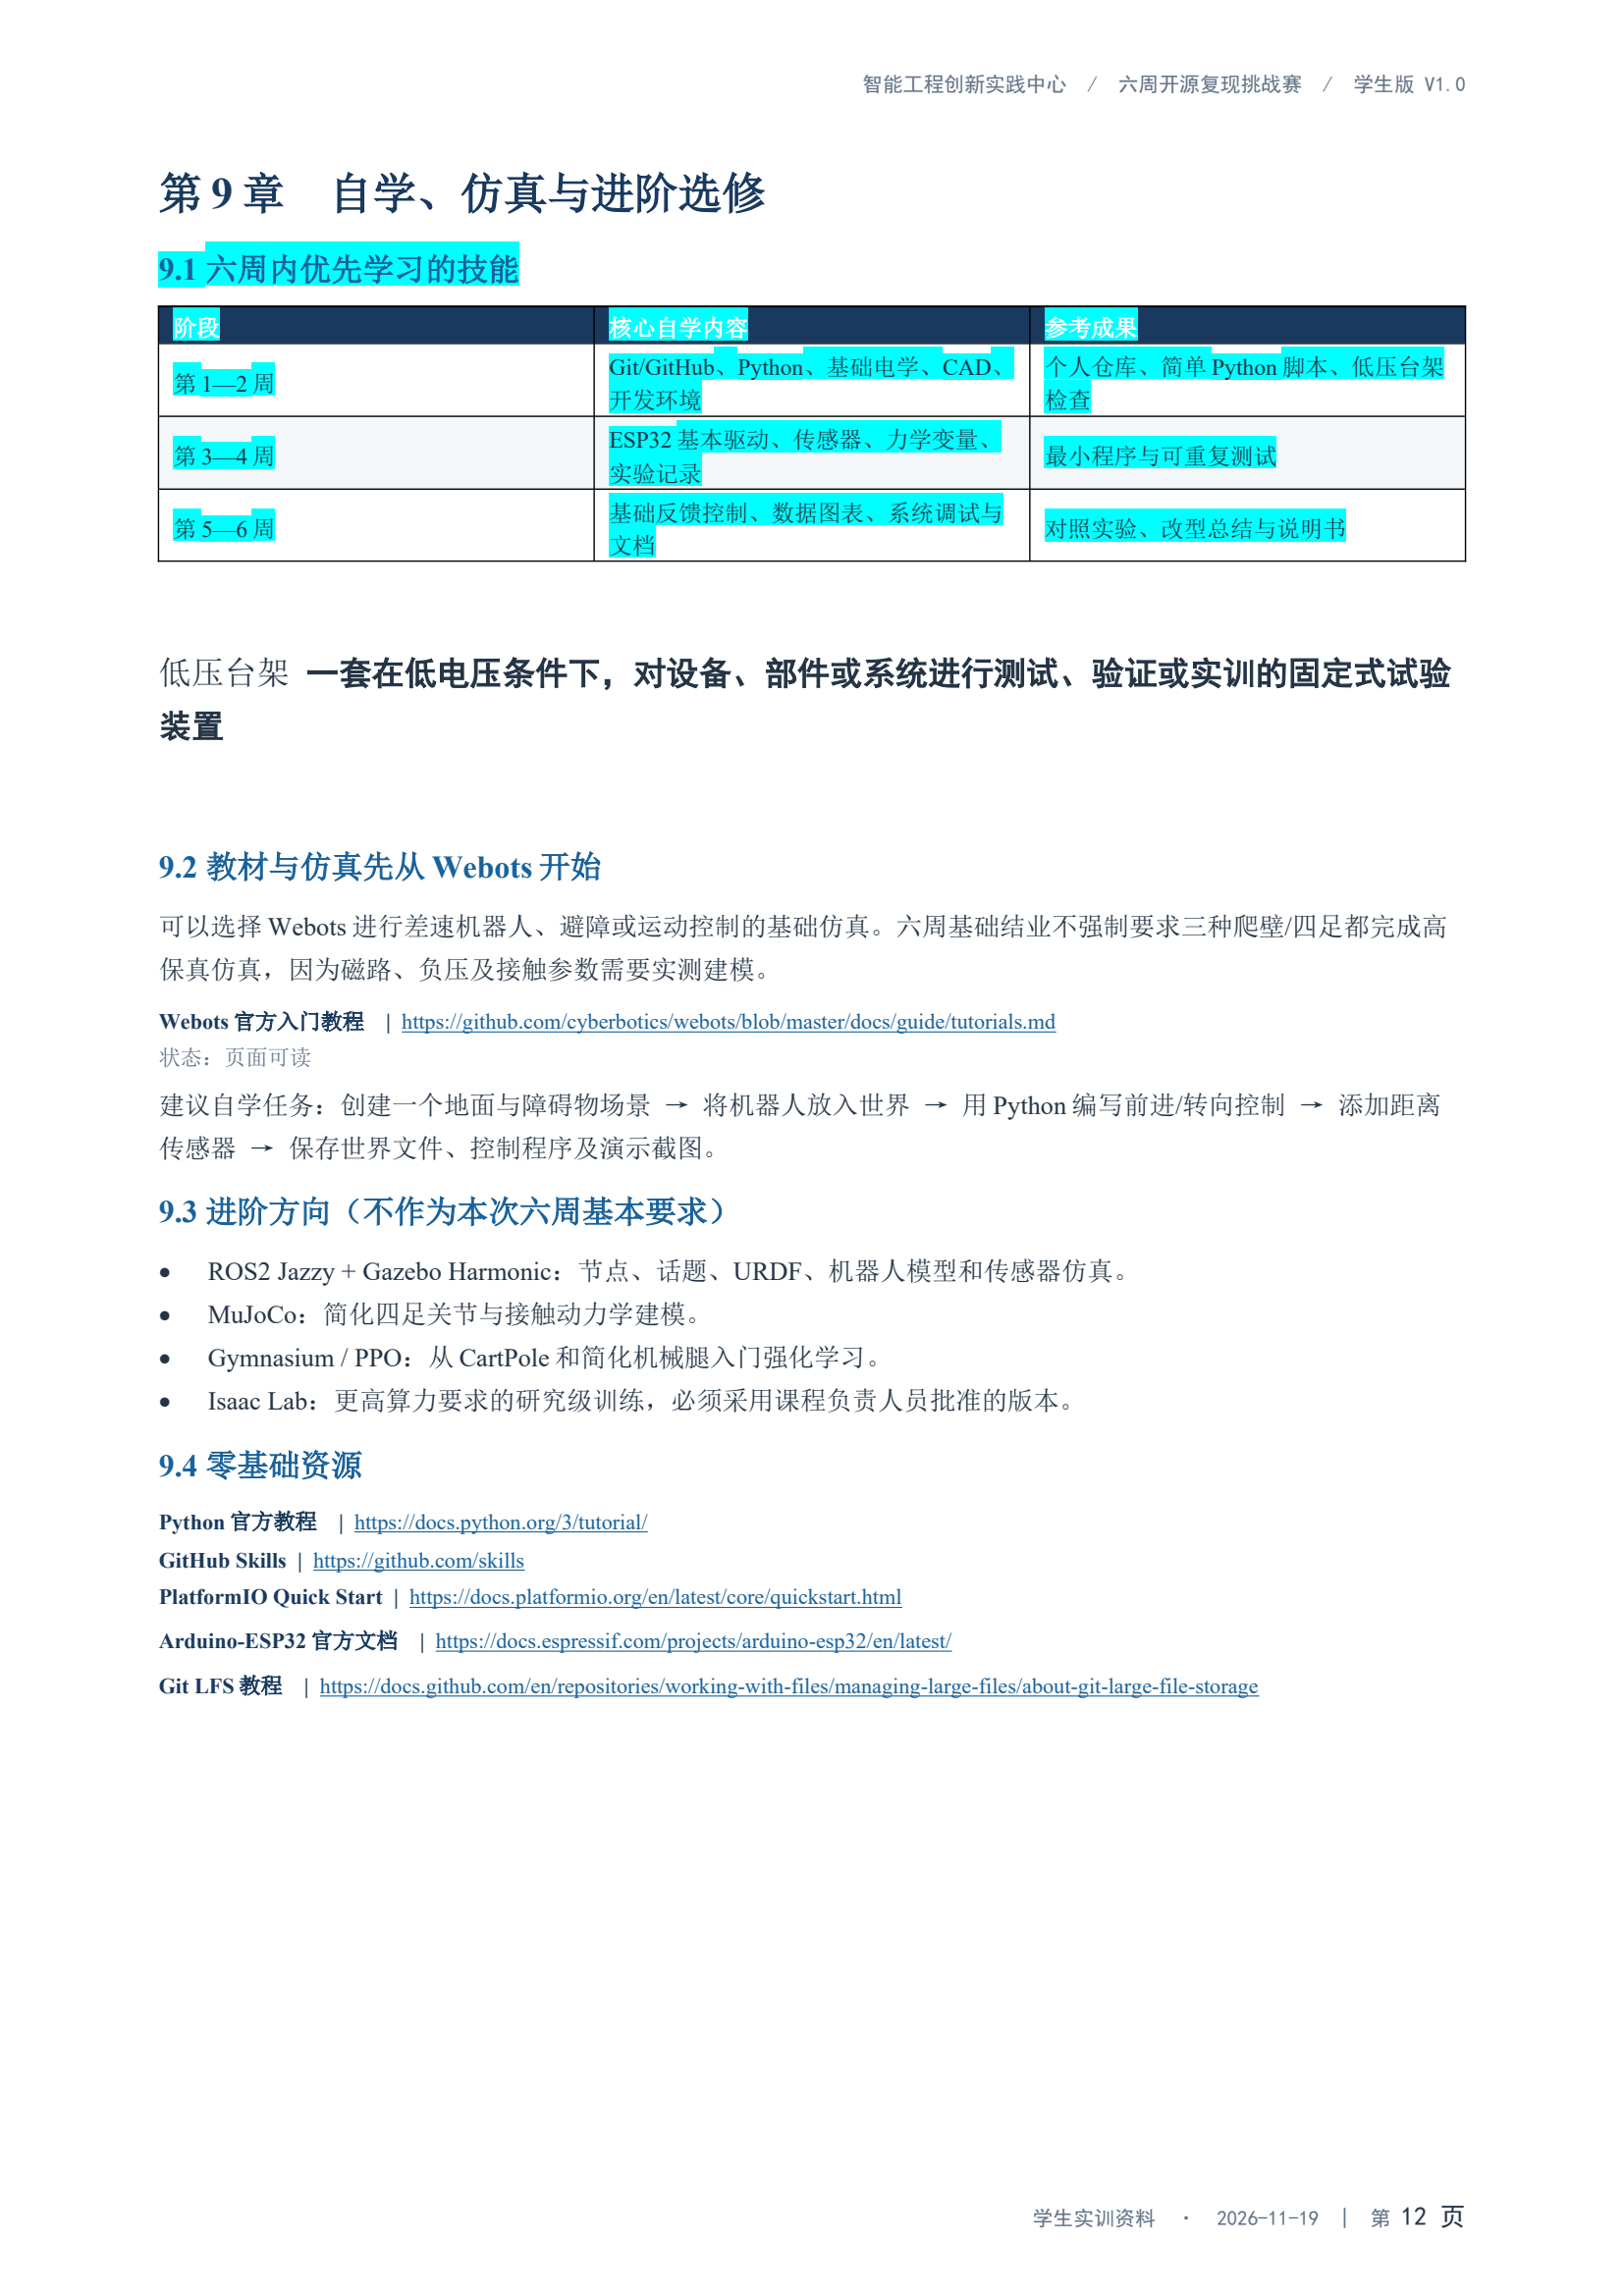 智能工程创新实践中心 / 六周开源复现挑战赛 / 学生版 V1.0
第 9 章 自学、仿真与进阶选修
9.1 六周内优先学习的技能
阶段 核心自学内容 参考成果
第 1—2 周
Git/GitHub、Python、基础电学、CAD、
开发环境
个人仓库、简单 Python 脚本、低压台架
检查
第 3—4 周
ESP32 基本驱动、传感器、力学变量、
实验记录
最小程序与可重复测试
第 5—6 周
基础反馈控制、数据图表、系统调试与
文档
对照实验、改型总结与说明书
低压台架 一套在低电压条件下，对设备、部件或系统进行测试、验证或实训的固定式试验
装置
9.2 教材与仿真先从 Webots 开始
可以选择 Webots 进行差速机器人、避障或运动控制的基础仿真。六周基础结业不强制要求三种爬壁/四足都完成高
保真仿真，因为磁路、负压及接触参数需要实测建模。
Webots 官方入门教程 | https://github.com/cyberbotics/webots/blob/master/docs/guide/tutorials.md
状态：页面可读
建议自学任务：创建一个地面与障碍物场景 → 将机器人放入世界 → 用 Python 编写前进/转向控制 → 添加距离
传感器 → 保存世界文件、控制程序及演示截图。
9.3 进阶方向（不作为本次六周基本要求）
• ROS2 Jazzy + Gazebo Harmonic：节点、话题、URDF、机器人模型和传感器仿真。
• MuJoCo：简化四足关节与接触动力学建模。
• Gymnasium / PPO：从 CartPole 和简化机械腿入门强化学习。
• Isaac Lab：更高算力要求的研究级训练，必须采用课程负责人员批准的版本。
9.4 零基础资源
Python 官方教程 | https://docs.python.org/3/tutorial/
GitHub Skills | https://github.com/skills
PlatformIO Quick Start | https://docs.platformio.org/en/latest/core/quickstart.html
Arduino-ESP32 官方文档 | https://docs.espressif.com/projects/arduino-esp32/en/latest/
Git LFS 教程 | https://docs.github.com/en/repositories/working-with-files/managing-large-files/about-git-large-file-storage
学生实训资料 · 2026-11-19 | 第 12 页